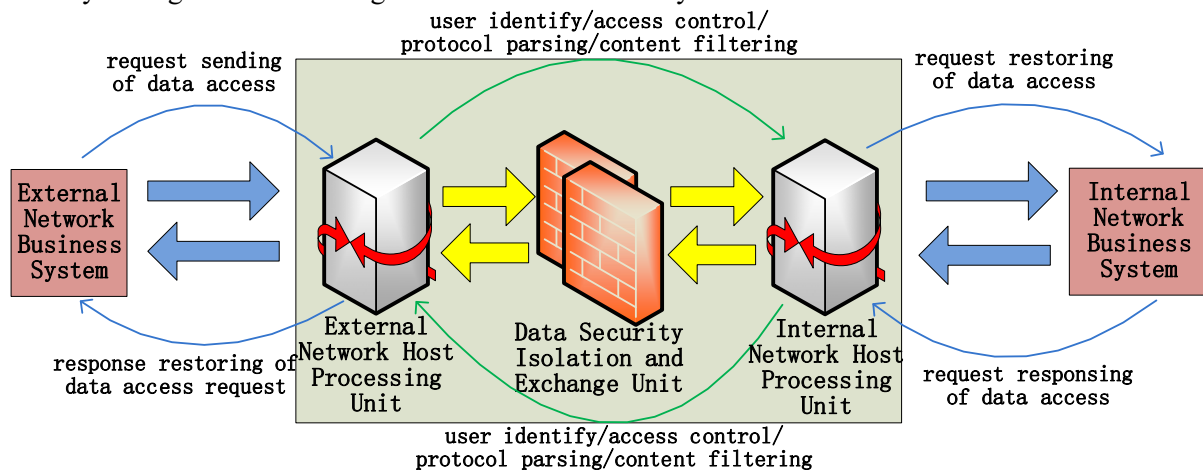 user identify/access control/
protocol parsing/content filtering
request sending
of data access
request restoring
of data access
External
Network
Business
System
Internal
Network
Business
System
External
Network Host
Processing
Unit
Data Security
Isolation and
Exchange Unit
Internal
Network Host
Processing
Unit
response restoring of
data access request
request responsing
of data access
user identify/access control/
protocol parsing/content filtering